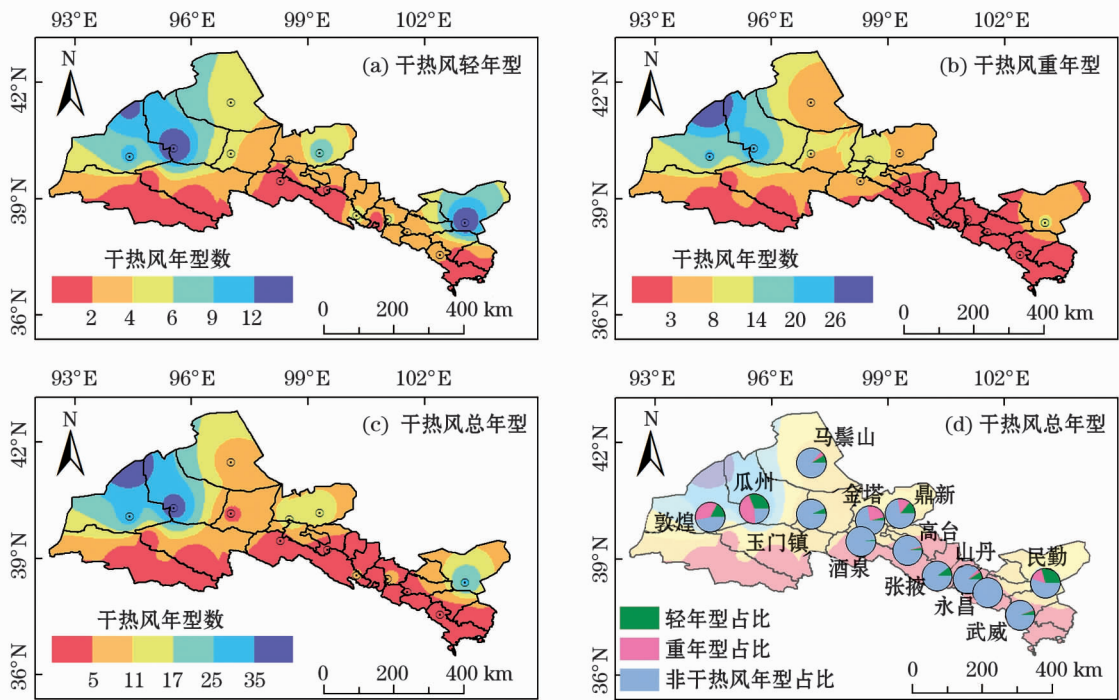 93°E 96°E 99°E 102°E
93°E 96°E 99°E 102°E
42°N
39°N
36°N
N
(a) 干热风轻年型
干热风年型数
2 4 6 9 12
0 200 400 km
42°N
39°N
36°N
N
(b) 干热风重年型
干热风年型数
3 8 14 20 26
0 200 400 km
93°E 96°E 99°E 102°E
93°E 96°E 99°E 102°E
42°N
39°N
36°N
N
(c) 干热风总年型
干热风年型数
5 11 17 25 35
0 200 400 km
42°N
39°N
36°N
N
(d) 干热风总年型
马鬃山
瓜州
金塔
鼎新
敦煌
玉门镇
高台
酒泉
山丹
民勤
张掖
永昌
武威
轻年型占比
重年型占比
非干热风年型占比
0 200 400 km